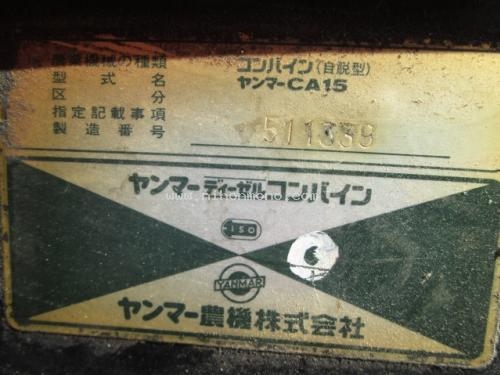 農業機械の種類 コンバイン(自脱型)
型式名 ヤンマーCA15
区分
指定記載事項
製造番号 511339
ヤンマーディーゼルコンバイン
ISO
YANMAR
ヤンマー農機株式会社